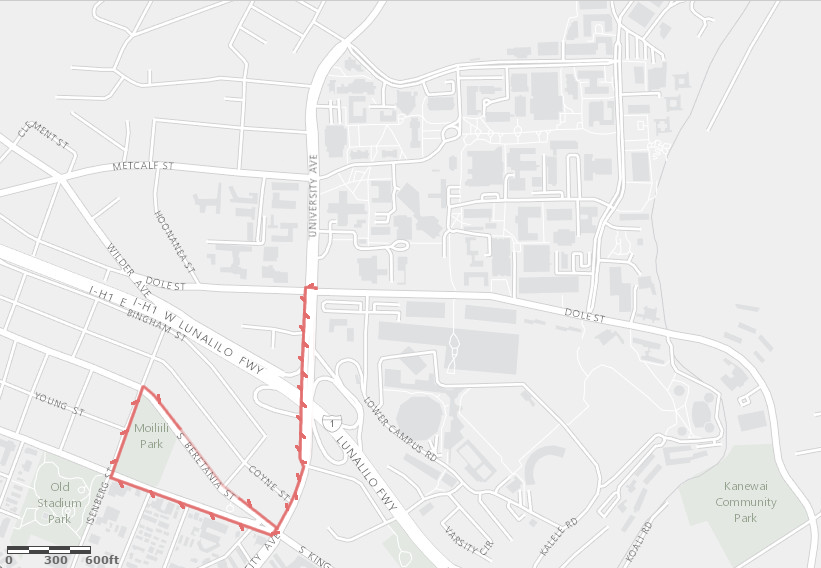 CLEMENT ST
METCALF ST
UNIVERSITY AVE
HOONANEA ST
WILDER AVE
DOLE ST
I-H1 E
I-H1 W LUNALILO FWY
BINGHAM ST
DOLE ST
YOUNG ST
Moiliili
Park
S BERETANIA ST
COYNE ST
1
LUNALILO FWY
LOWER CAMPUS RD
Old
Stadium
Park
ISENBERG ST
Kanewai
Community
Park
VARSITY CIR
KALELE RD
KOALI RD
SITY AVE
S KING
0 300 600ft